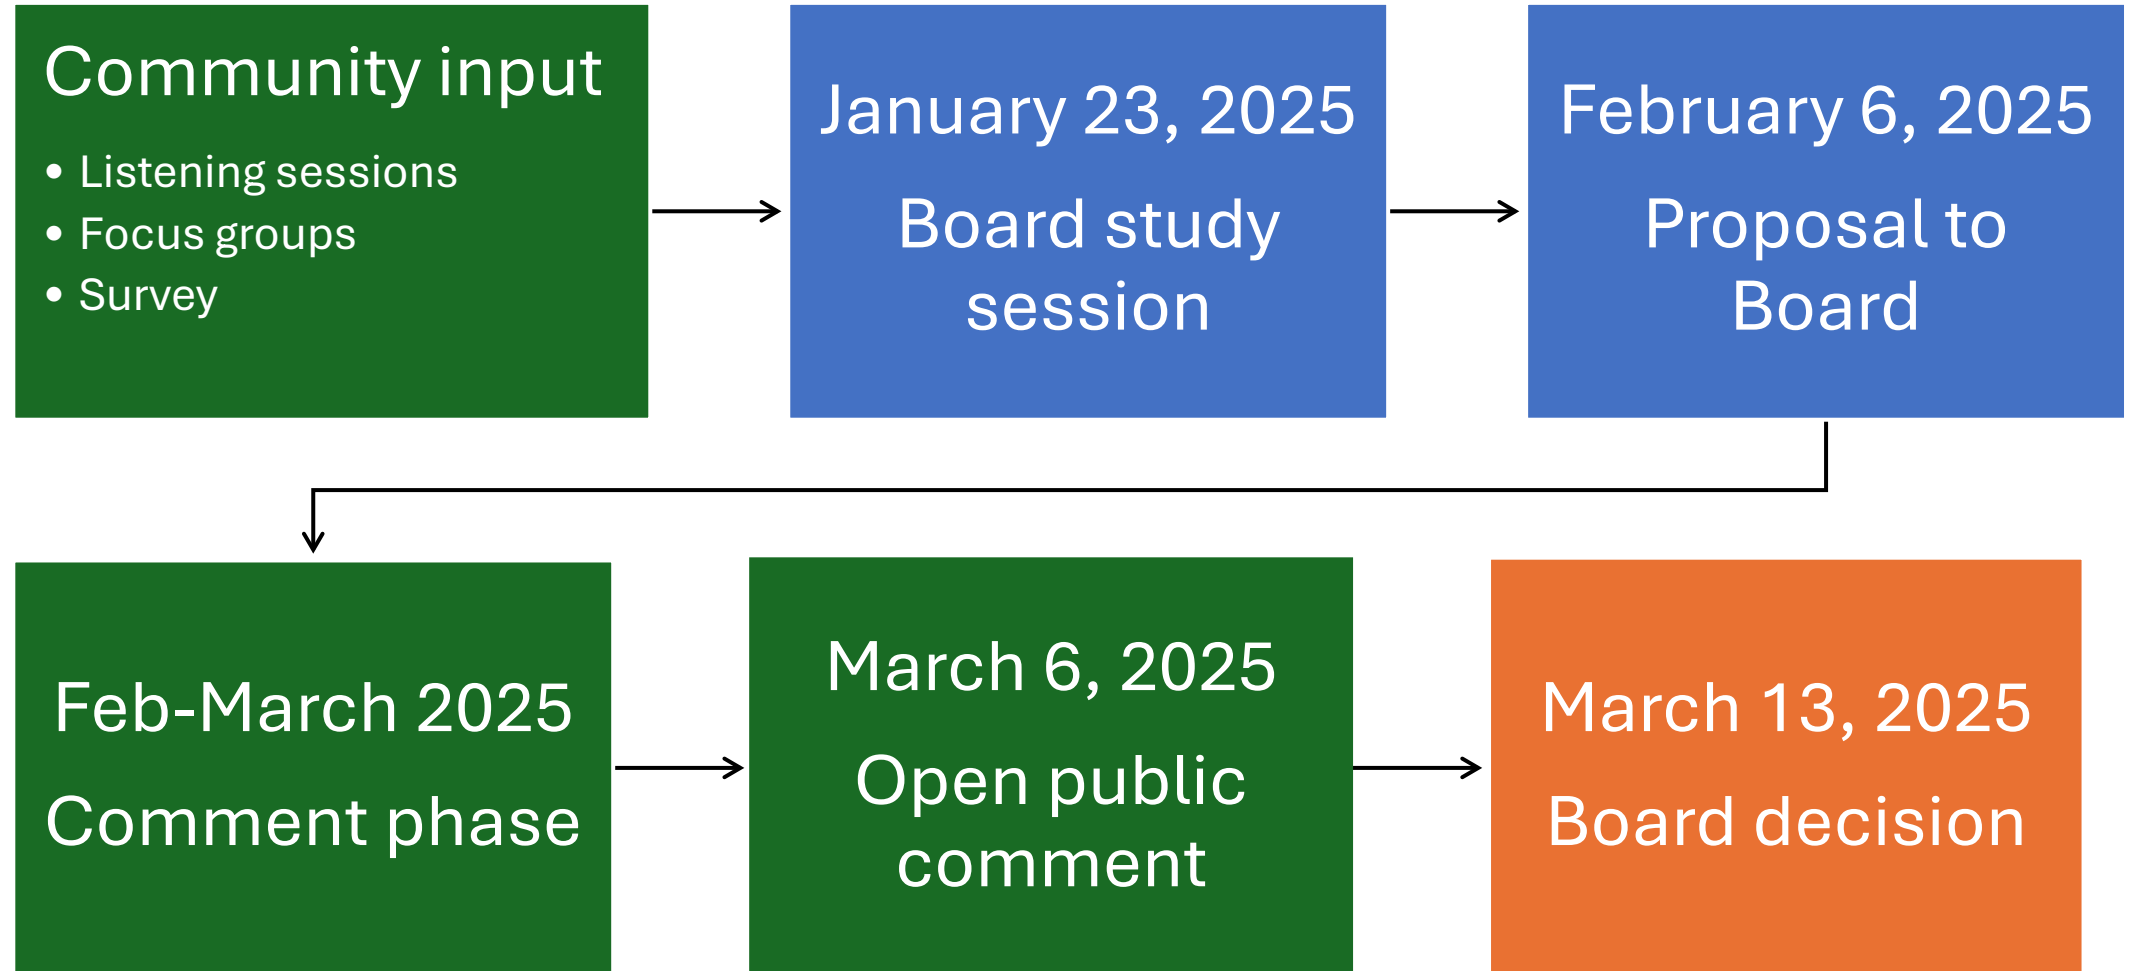 Community input
• Listening sessions
• Focus groups
• Survey
January 23, 2025
Board study
session
February 6, 2025
Proposal to
Board
Feb-March 2025
Comment phase
March 6, 2025
Open public
comment
March 13, 2025
Board decision